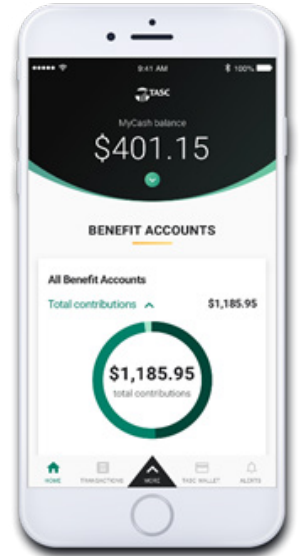 9:41 AM 100%
TASC
MyCash balance
$401.15
BENEFIT ACCOUNTS
All Benefit Accounts
Total contributions $1,185.95
$1,185.95
total contributions
HOME TRANSACTIONS MORE TASC WALLET ALERTS